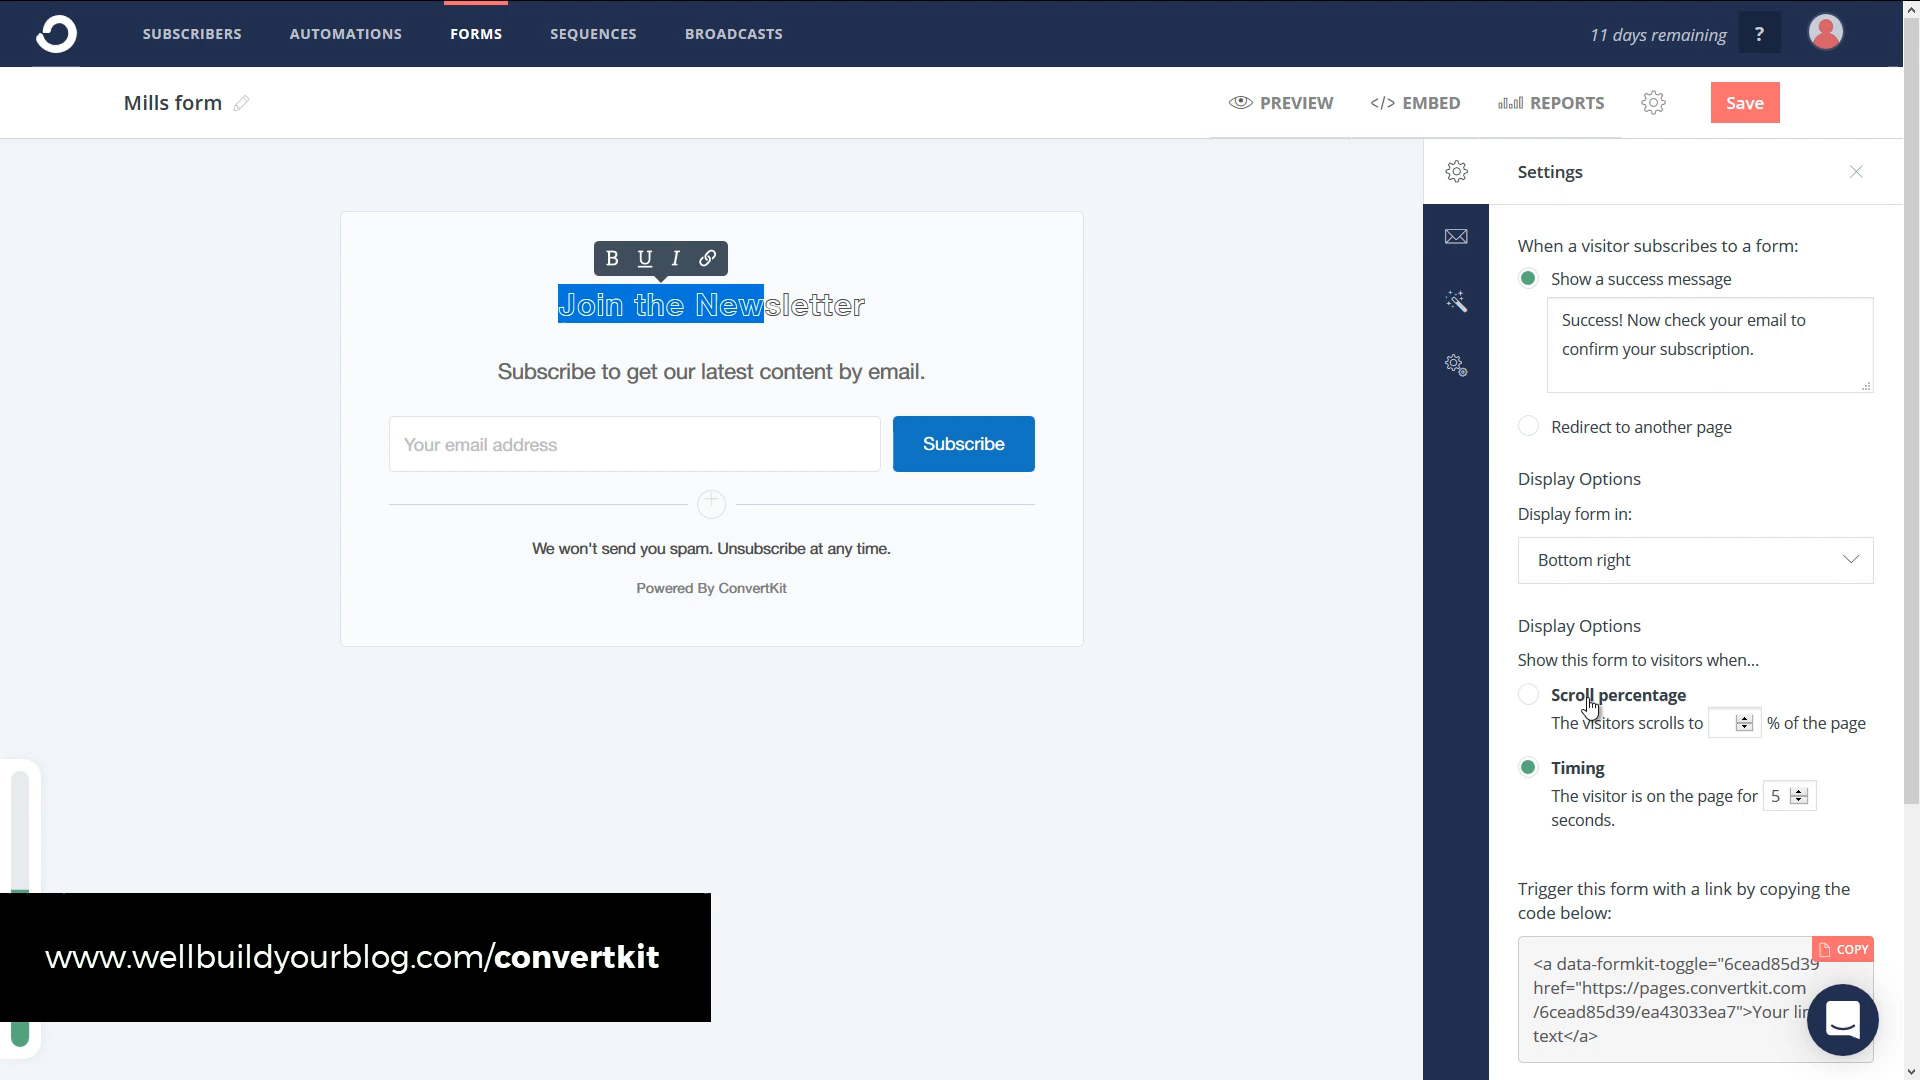 SUBSCRIBERS AUTOMATIONS FORMS SEQUENCES BROADCASTS 11 days remaining ?
Mills form PREVIEW </> EMBED REPORTS Save
Settings
When a visitor subscribes to a form:
Show a success message
Success! Now check your email to
confirm your subscription.
Redirect to another page
Display Options
Display form in:
Bottom right
Display Options
Show this form to visitors when...
Scroll percentage
The visitors scrolls to % of the page
Timing
The visitor is on the page for 5
seconds.
Trigger this form with a link by copying the
code below:
COPY
<a data-formkit-toggle="6cead85d39
href="https://pages.convertkit.com
/6cead85d39/ea43033ea7">Your
text</a>
B U I
Join the Newsletter
Subscribe to get our latest content by email.
Your email address Subscribe
We won't send you spam. Unsubscribe at any time.
Powered By ConvertKit
www.wellbuildyourblog.com/convertkit